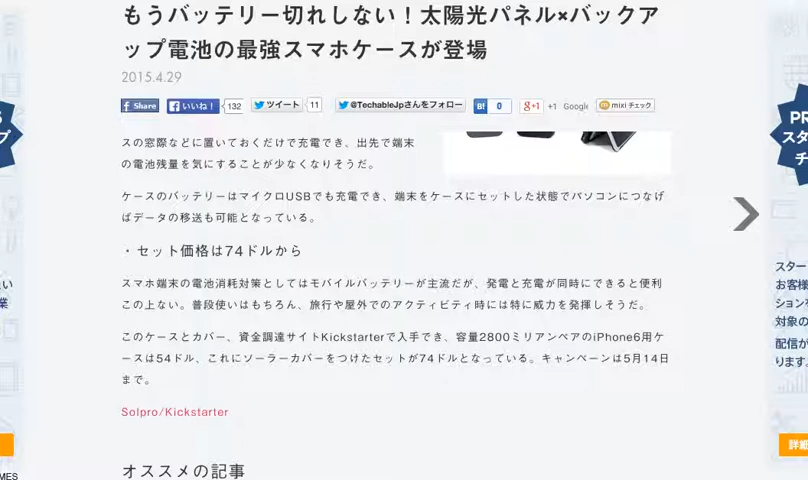 もうバッテリー切れしない！太陽光パネル×バックア
ップ電池の最強スマホケースが登場
2015.4.29
Share
いいね！ 132
ツイート 11
@TechableJpさんをフォロー
B! 0
g+1 +1 Google
mixi チェック
スの窓際などに置いておくだけで充電でき、出先で端末
の電池残量を気にすることが少なくなりそうだ。
ケースのバッテリーはマイクロUSBでも充電でき、端末をケースにセットした状態でパソコンにつなげ
ばデータの移送も可能となっている。
・セット価格は74ドルから
スマホ端末の電池消耗対策としてはモバイルバッテリーが主流だが、発電と充電が同時にできると便利
この上ない。普段使いはもちろん、旅行や屋外でのアクティビティ時には特に威力を発揮しそうだ。
このケースとカバー、資金調達サイトKickstarterで入手でき、容量2800ミリアンペアのiPhone6用ケ
ースは54ドル、これにソーラーカバーをつけたセットが74ドルとなっている。キャンペーンは5月14日
まで。
Solpro/Kickstarter
オススメの記事
PR
スタ
チ
スター
お客様
ションを
対象の
配信が
ります。
詳細
プ
い
業
MES